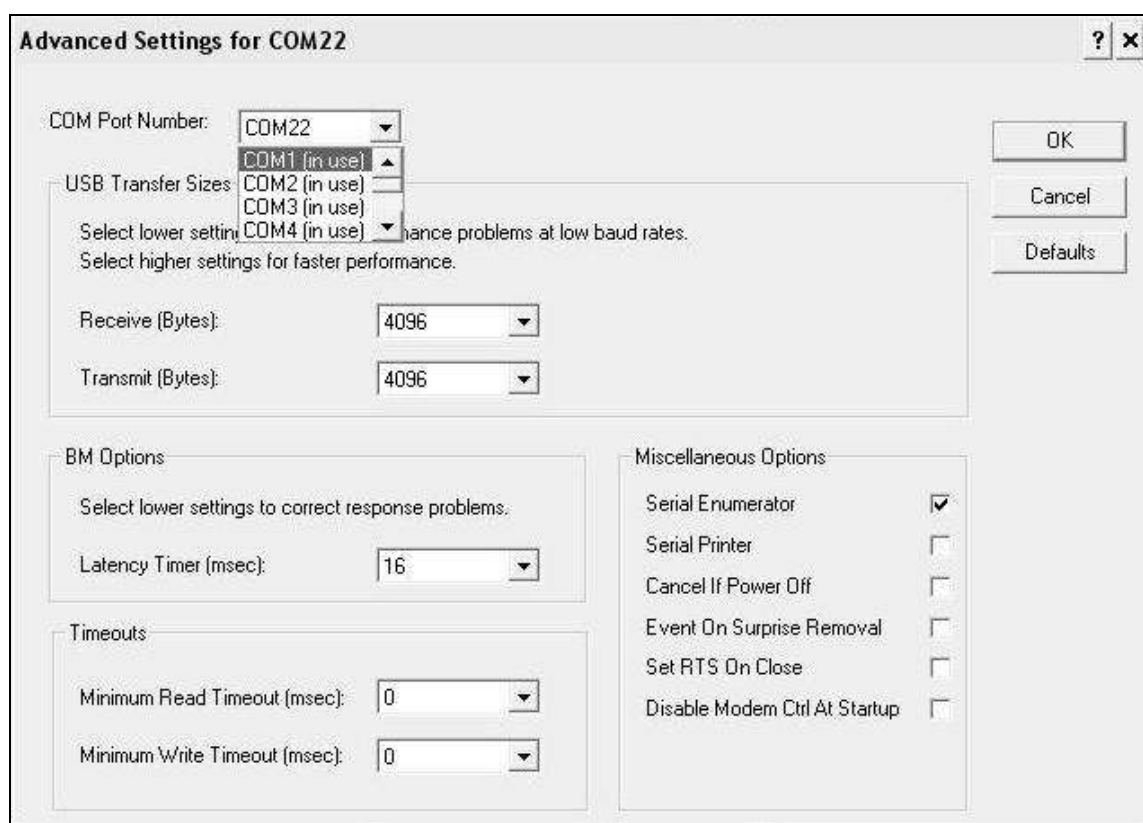 Advanced Settings for COM22
? ×
COM Port Number: COM22
COM1 (in use)
COM2 (in use)
COM3 (in use)
COM4 (in use)
OK
Cancel
Defaults
USB Transfer Sizes
Select lower settin mance problems at low baud rates.
Select higher settings for faster performance.
Receive (Bytes): 4096
Transmit (Bytes): 4096
BM Options
Select lower settings to correct response problems.
Latency Timer (msec): 16
Timeouts
Minimum Read Timeout (msec): 0
Minimum Write Timeout (msec): 0
Miscellaneous Options
Serial Enumerator
Serial Printer
Cancel If Power Off
Event On Surprise Removal
Set RTS On Close
Disable Modem Ctrl At Startup